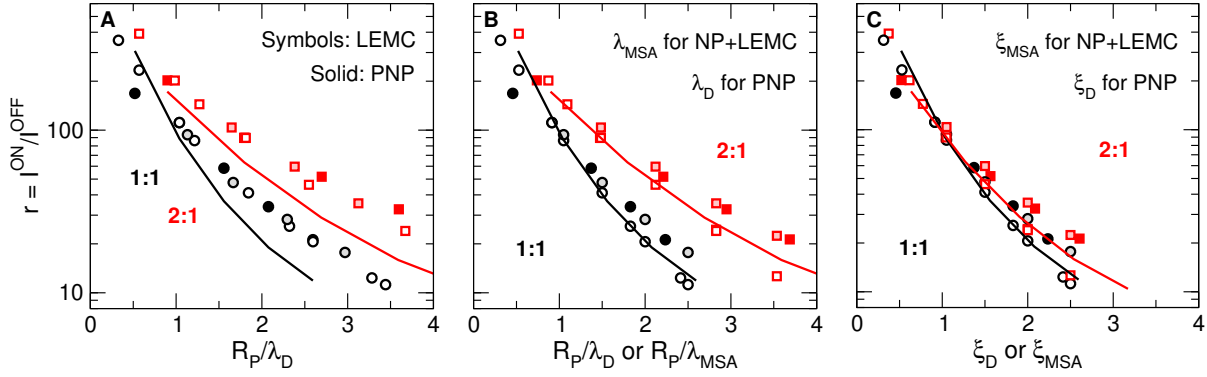 A
Symbols: LEMC
Solid: PNP
1:1
2:1
r = I^ON/I^OFF
100
10
0 1 2 3 4
R_P/λ_D
B
λ_MSA for NP+LEMC
λ_D for PNP
2:1
1:1
0 1 2 3 4
R_P/λ_D or R_P/λ_MSA
C
ξ_MSA for NP+LEMC
ξ_D for PNP
2:1
1:1
0 1 2 3 4
ξ_D or ξ_MSA